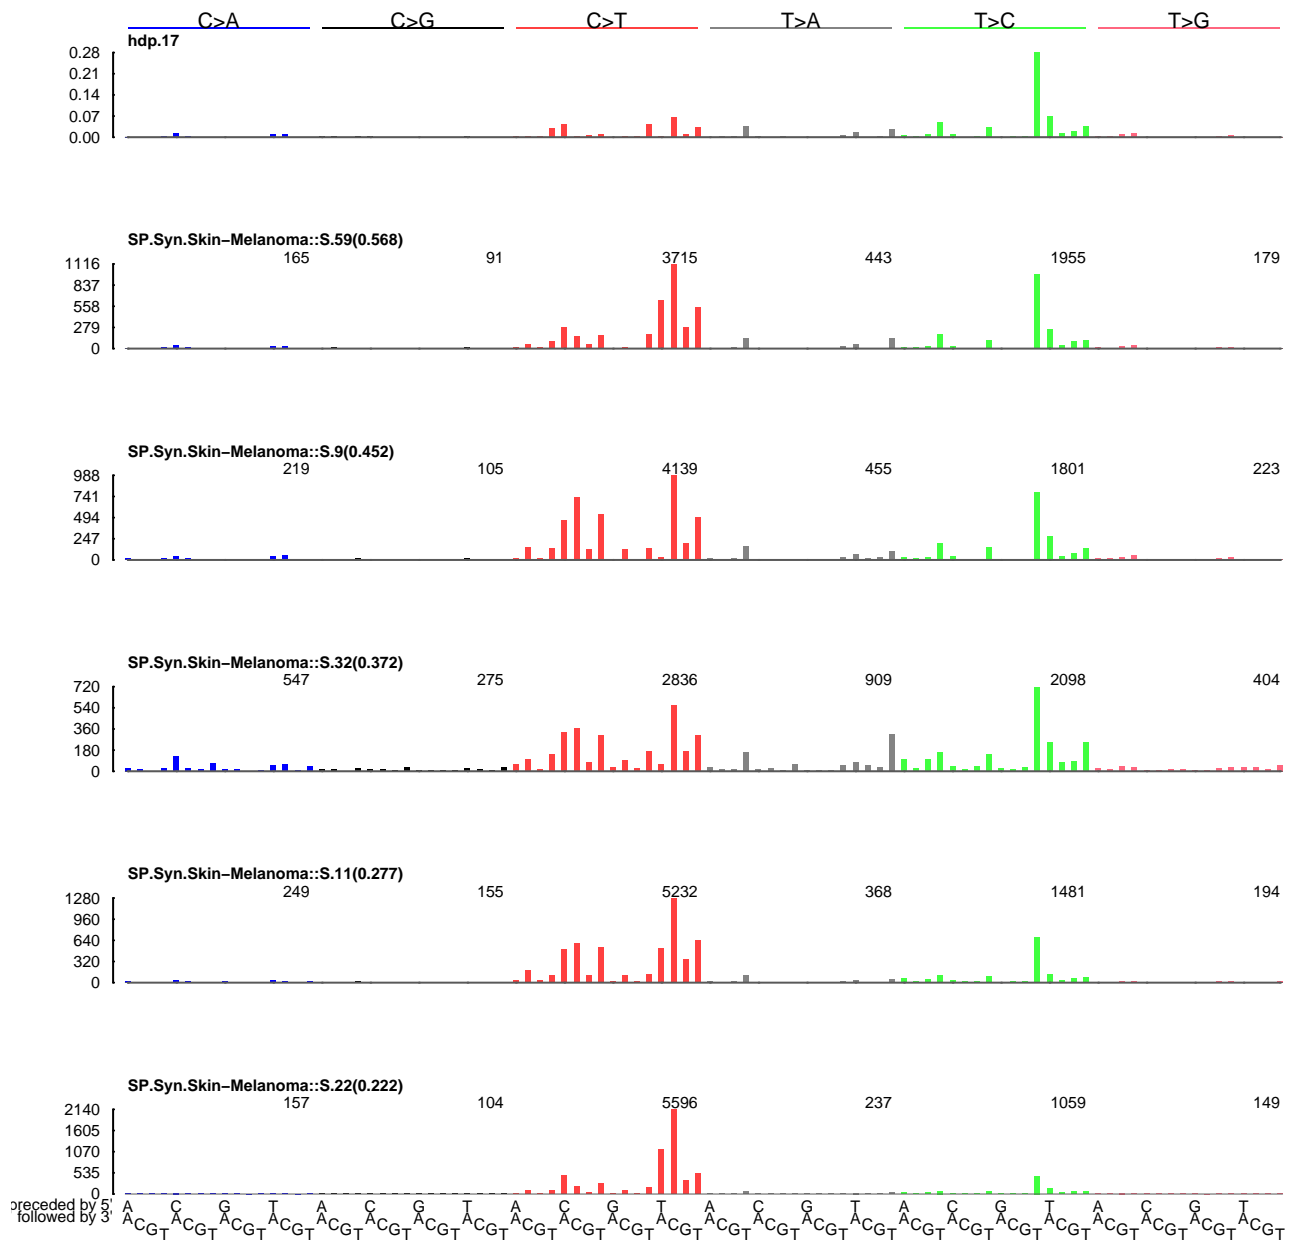 C>A C>G C>T T>A T>C T>G
hdp.17
0.28
0.21
0.14
0.07
0.00
SP.Syn.Skin−Melanoma::S.59(0.568)
165 91 3715 443 1955 179
1116
837
558
279
0
SP.Syn.Skin−Melanoma::S.9(0.452)
219 105 4139 455 1801 223
988
741
494
247
0
SP.Syn.Skin−Melanoma::S.32(0.372)
547 275 2836 909 2098 404
720
540
360
180
0
SP.Syn.Skin−Melanoma::S.11(0.277)
249 155 5232 368 1481 194
1280
960
640
320
0
SP.Syn.Skin−Melanoma::S.22(0.222)
157 104 5596 237 1059 149
2140
1605
1070
535
0
preceded by 5' A C G T A C G T A C G T A C G T A C G T A C G T
followed by 3' A C G T A C G T A C G T A C G T A C G T A C G T A C G T A C G T A C G T A C G T A C G T A C G T A C G T A C G T A C G T A C G T A C G T A C G T A C G T A C G T A C G T A C G T A C G T A C G T